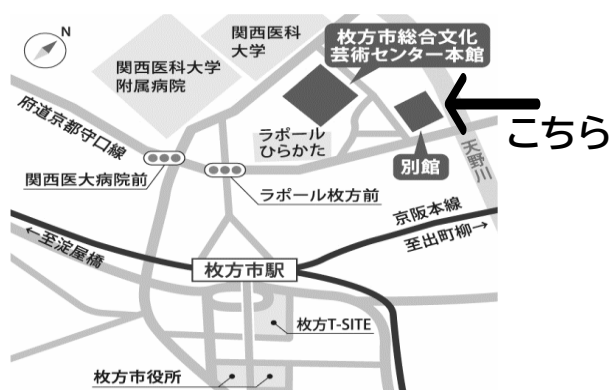 N
関西医科
大学
枚方市総合文化
芸術センター本館
関西医科大学
附属病院
こちら
府道京都守口線
ラポール
ひらかた
別館
天野川
関西医大病院前
ラポール枚方前
京阪本線
至出町柳→
←至淀屋橋
枚方市駅
枚方T-SITE
枚方市役所